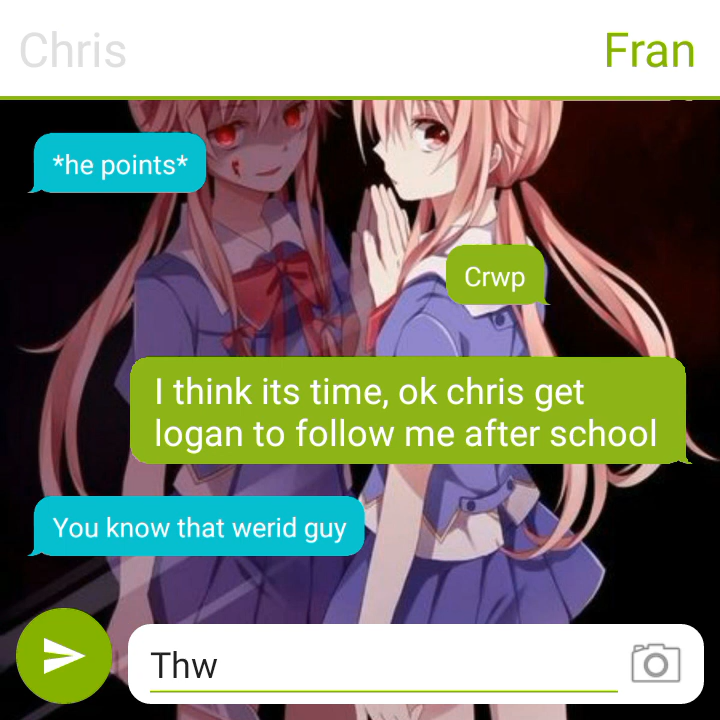 Chris
Fran
*he points*
Crwp
I think its time, ok chris get
logan to follow me after school
You know that werid guy
Thw